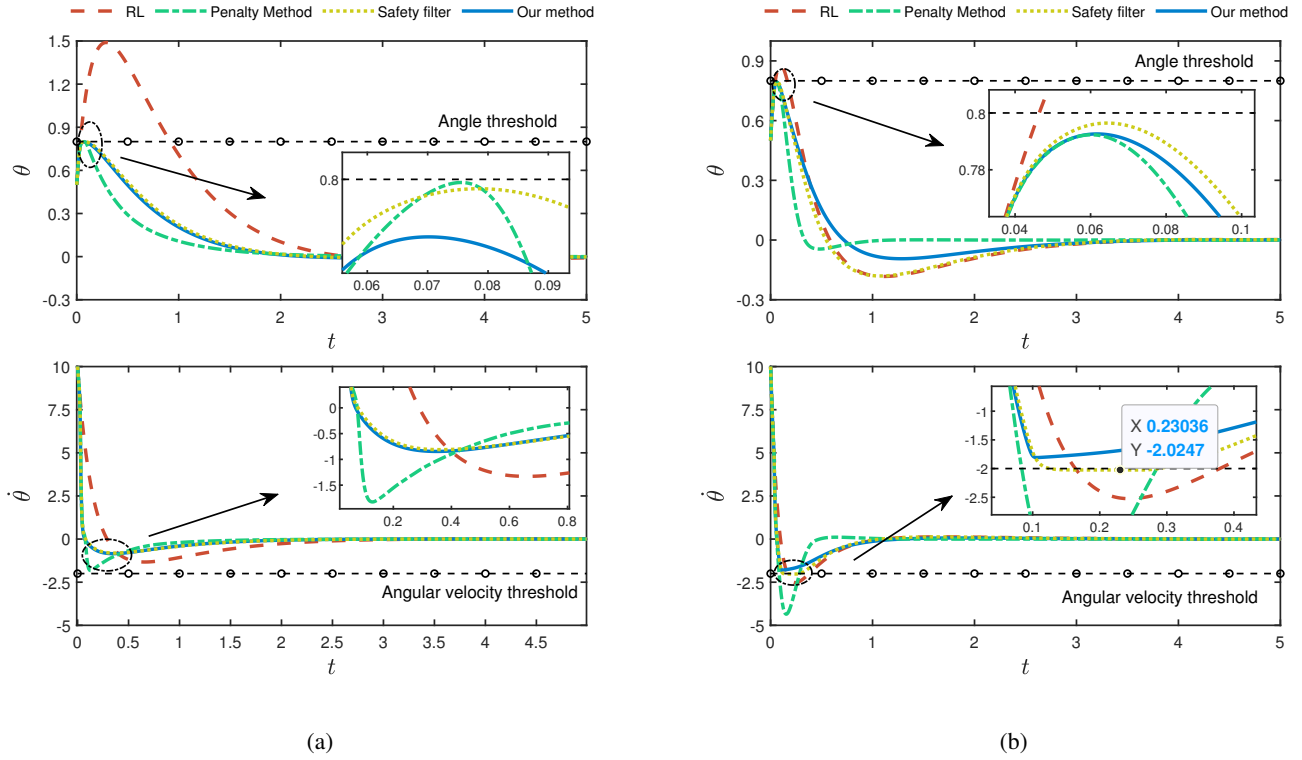 RL Penalty Method Safety filter Our method
1.5
1.2
0.9
0.6
0.3
0
-0.3
θ
Angle threshold
0.8
0.06 0.07 0.08 0.09
0 1 2 3 4 5
t
10
7.5
5
2.5
0
-2.5
-5
θ̇
0
-0.5
-1
-1.5
0.2 0.4 0.6 0.8
Angular velocity threshold
0 0.5 1 1.5 2 2.5 3 3.5 4 4.5
t
(a)
RL Penalty Method Safety filter Our method
0.9
0.6
0.3
0
-0.3
θ
Angle threshold
0.8
0.78
0.04 0.06 0.08 0.1
0 1 2 3 4 5
t
10
7.5
5
2.5
0
-2.5
-5
θ̇
-1
-1.5
-2
-2.5
X 0.23036
Y -2.0247
0.1 0.2 0.3 0.4
Angular velocity threshold
0 1 2 3 4 5
t
(b)